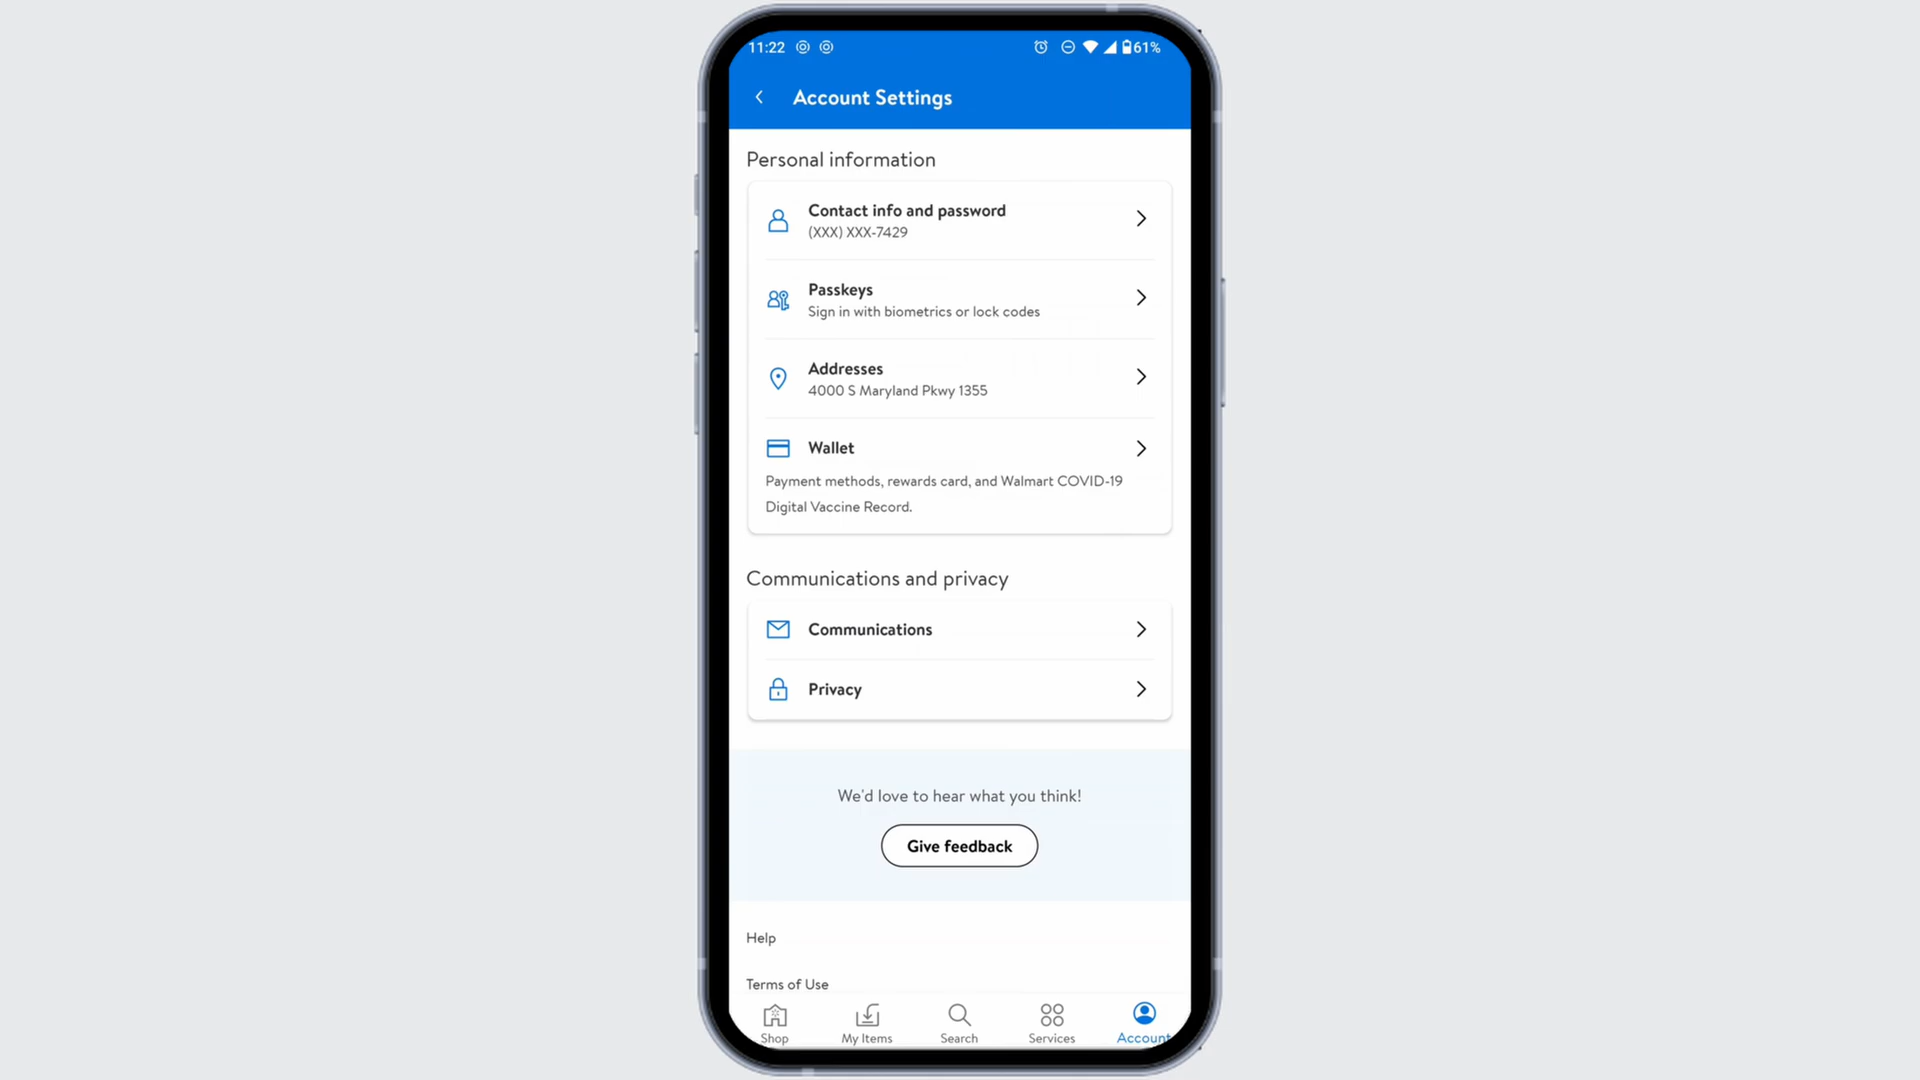 11:22 61%
Account Settings
Personal information
Contact info and password
(XXX) XXX-7429
Passkeys
Sign in with biometrics or lock codes
Addresses
4000 S Maryland Pkwy 1355
Wallet
Payment methods, rewards card, and Walmart COVID-19
Digital Vaccine Record.
Communications and privacy
Communications
Privacy
We'd love to hear what you think!
Give feedback
Help
Terms of Use
Shop My Items Search Services Account